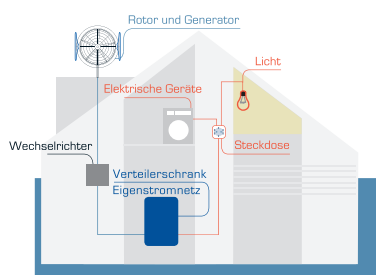 Rotor und Generator
Licht
Elektrische Geräte
Wechselrichter
Steckdose
Verteilerschrank
Eigenstromnetz